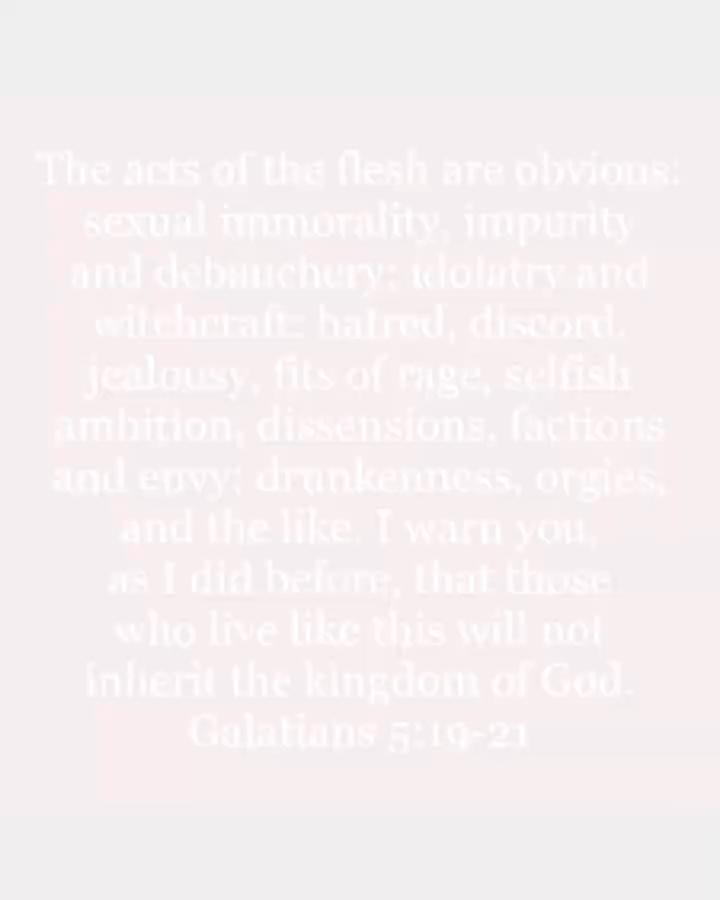 The acts of the flesh are obvious:
sexual immorality, impurity
and debauchery; idolatry and
witchcraft; hatred, discord,
jealousy, fits of rage, selfish
ambition, dissensions, factions
and envy; drunkenness, orgies,
and the like. I warn you,
as I did before, that those
who live like this will not
inherit the kingdom of God.
Galatians 5:19-21